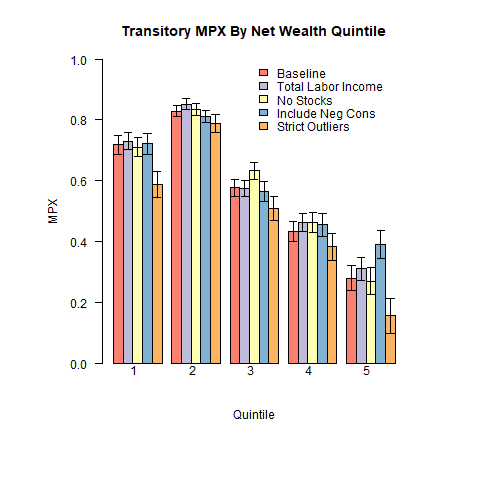 Transitory MPX By Net Wealth Quintile
1.0
0.8
0.6
0.4
0.2
0.0
MPX
Baseline
Total Labor Income
No Stocks
Include Neg Cons
Strict Outliers
1 2 3 4 5
Quintile